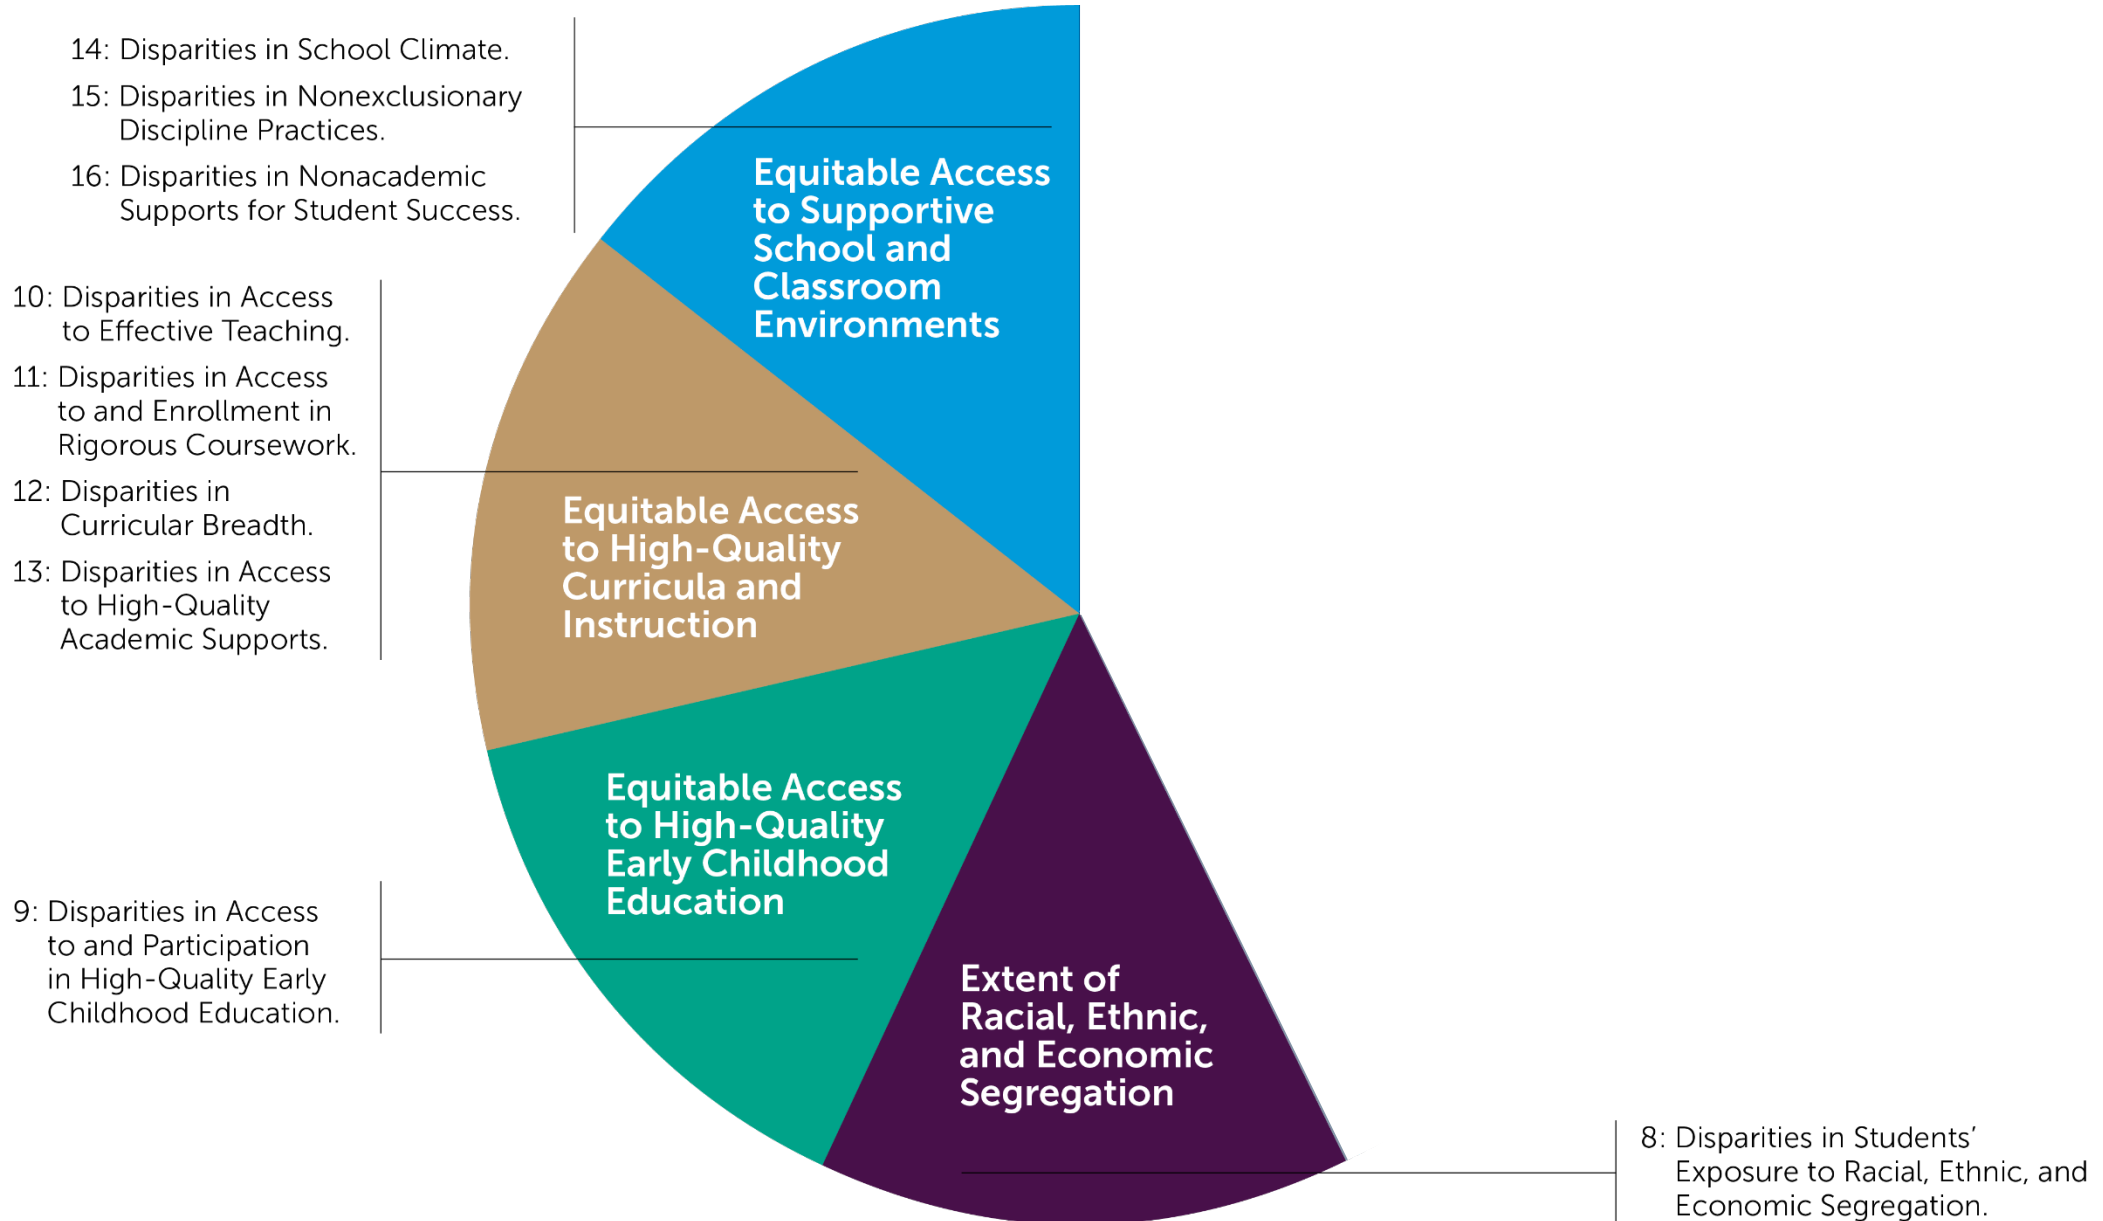 14: Disparities in School Climate.
15: Disparities in Nonexclusionary
Discipline Practices.
16: Disparities in Nonacademic
Supports for Student Success.
Equitable Access
to Supportive
School and
Classroom
Environments
10: Disparities in Access
to Effective Teaching.
11: Disparities in Access
to and Enrollment in
Rigorous Coursework.
12: Disparities in
Curricular Breadth.
13: Disparities in Access
to High-Quality
Academic Supports.
Equitable Access
to High-Quality
Curricula and
Instruction
Equitable Access
to High-Quality
Early Childhood
Education
9: Disparities in Access
to and Participation
in High-Quality Early
Childhood Education.
Extent of
Racial, Ethnic,
and Economic
Segregation
8: Disparities in Students’
Exposure to Racial, Ethnic, and
Economic Segregation.